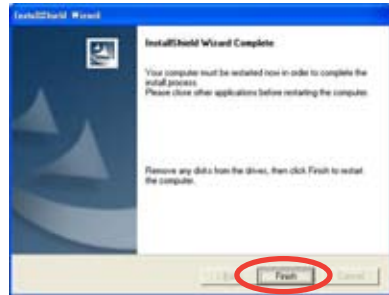 InstallShield Wizard
InstallShield Wizard Complete
Your computer must be restarted now in order to complete the
install process.
Please close other applications before restarting the computer.
Remove any disks from the drives, then click Finish to restart
the computer.
Finish
Cancel